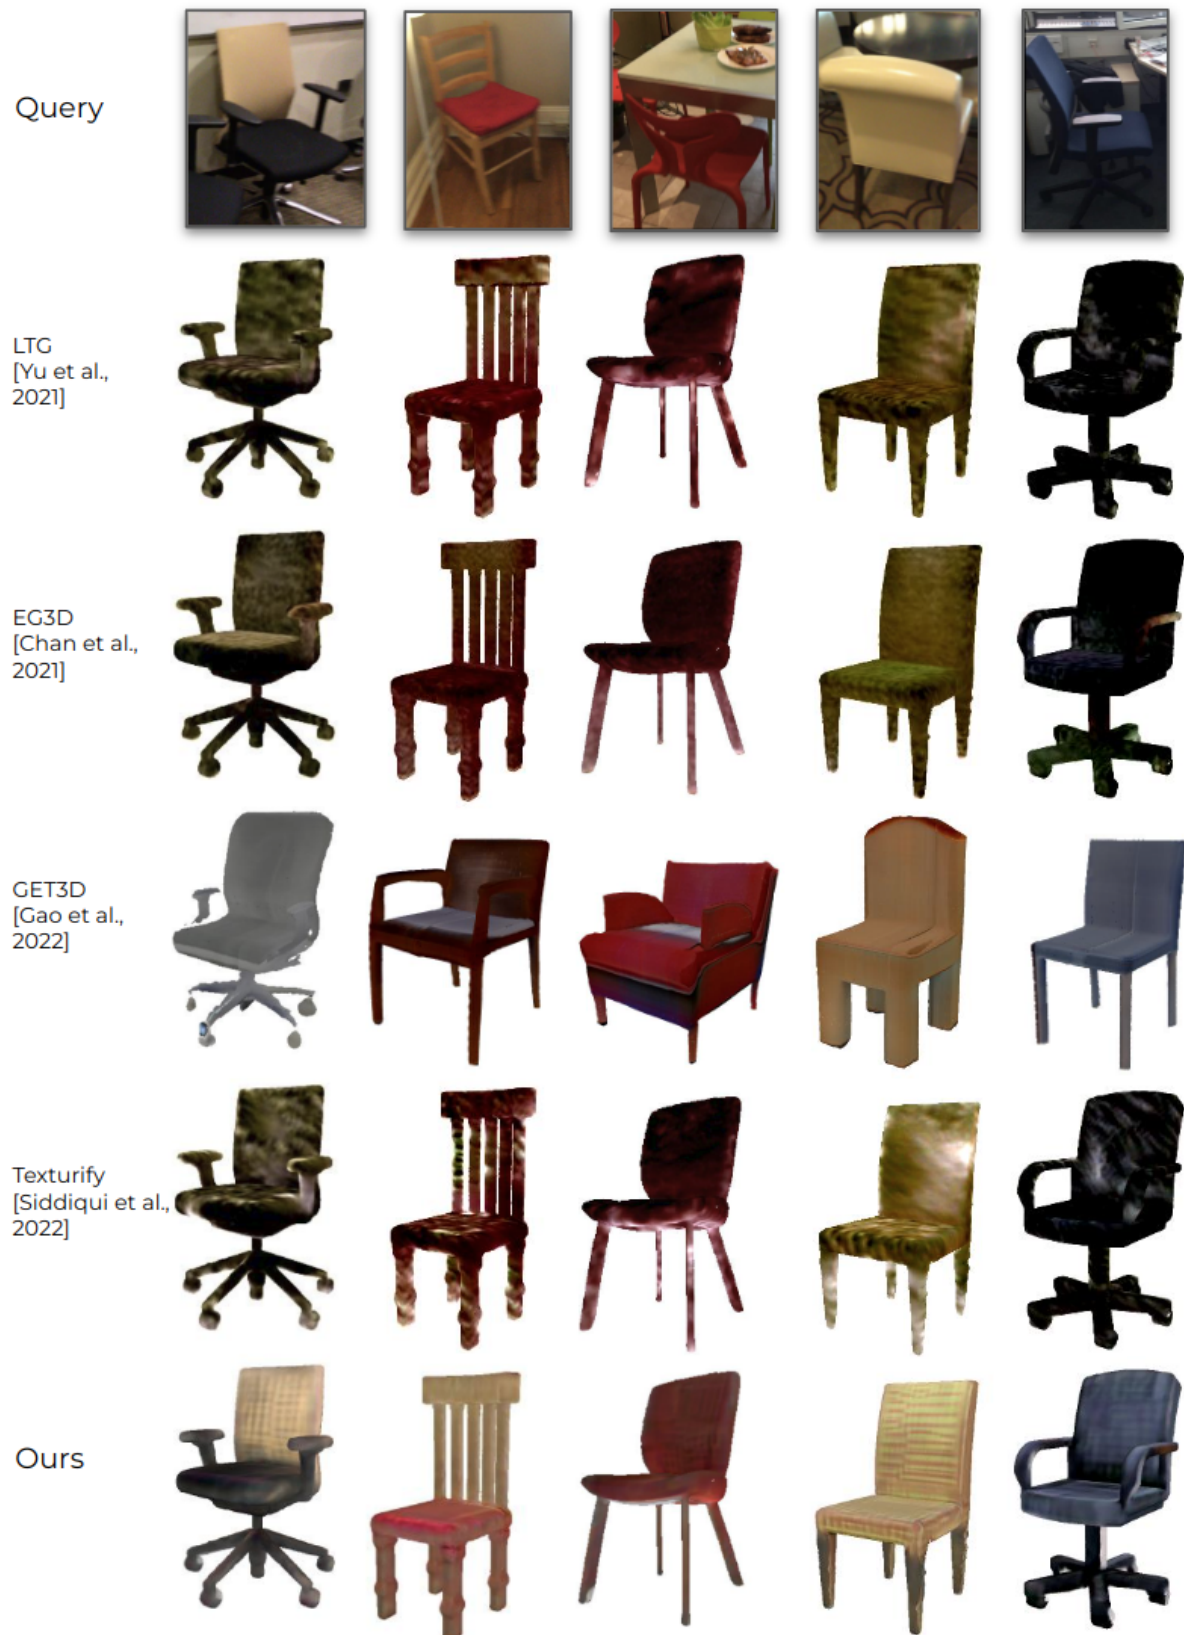 Query
LTG
[Yu et al.,
2021]
EG3D
[Chan et al.,
2021]
GET3D
[Gao et al.,
2022]
Texturify
[Siddiqui et al.,
2022]
Ours